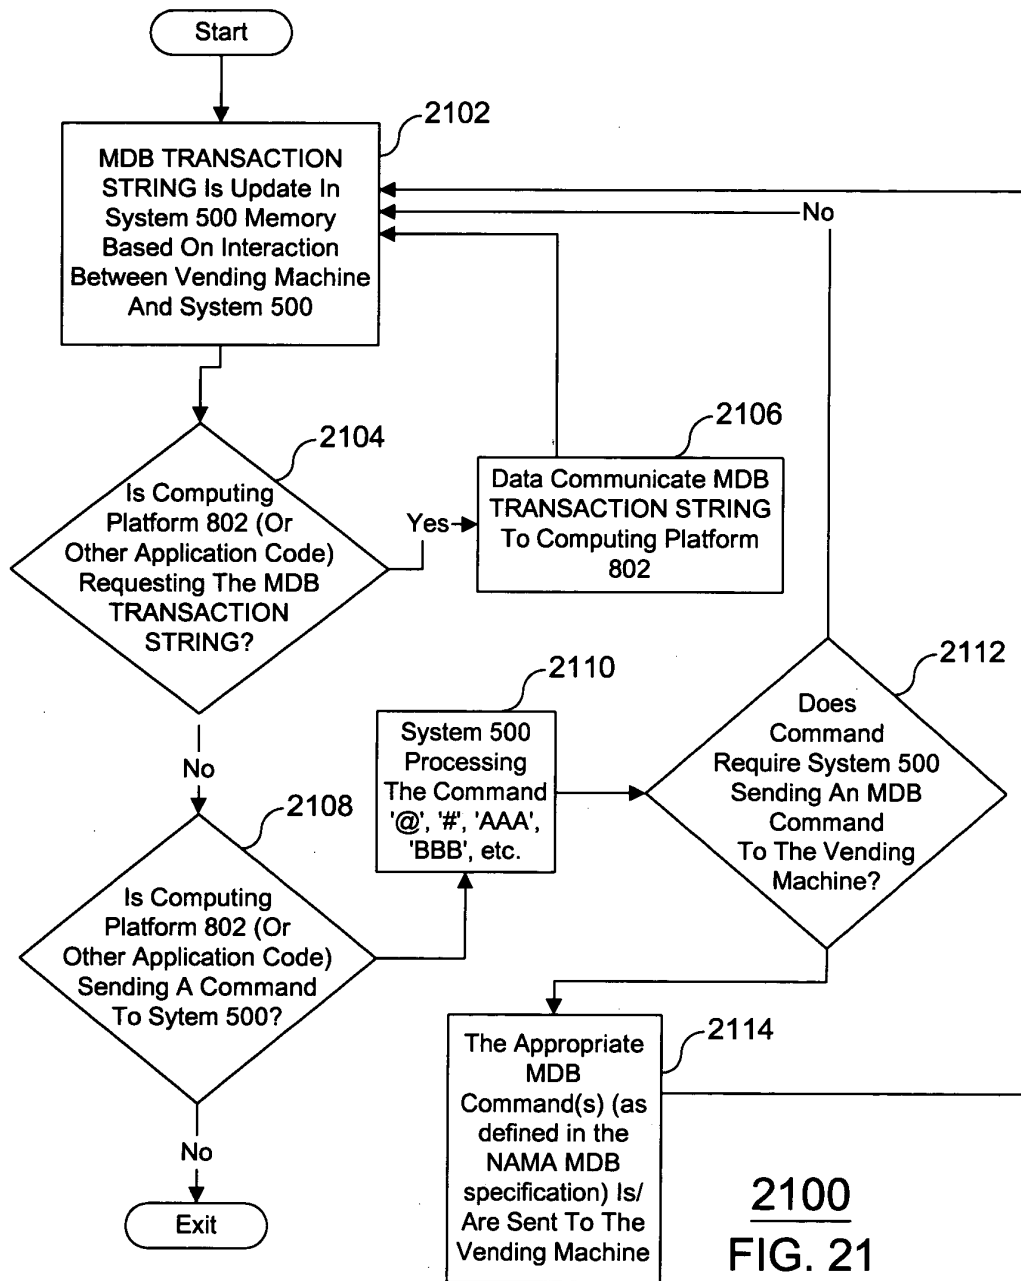 Start
2102
MDB TRANSACTION
STRING Is Update In
System 500 Memory
Based On Interaction
Between Vending Machine
And System 500
No
2104
Is Computing
Platform 802 (Or
Other Application Code)
Requesting The MDB
TRANSACTION
STRING?
Yes
2106
Data Communicate MDB
TRANSACTION STRING
To Computing Platform
802
No
2108
Is Computing
Platform 802 (Or
Other Application Code)
Sending A Command
To Sytem 500?
2110
System 500
Processing
The Command
'@', '#', 'AAA',
'BBB', etc.
2112
Does
Command
Require System 500
Sending An MDB
Command
To The Vending
Machine?
No
Exit
2114
The Appropriate
MDB
Command(s) (as
defined in the
NAMA MDB
specification) Is/
Are Sent To The
Vending Machine
2100
FIG. 21